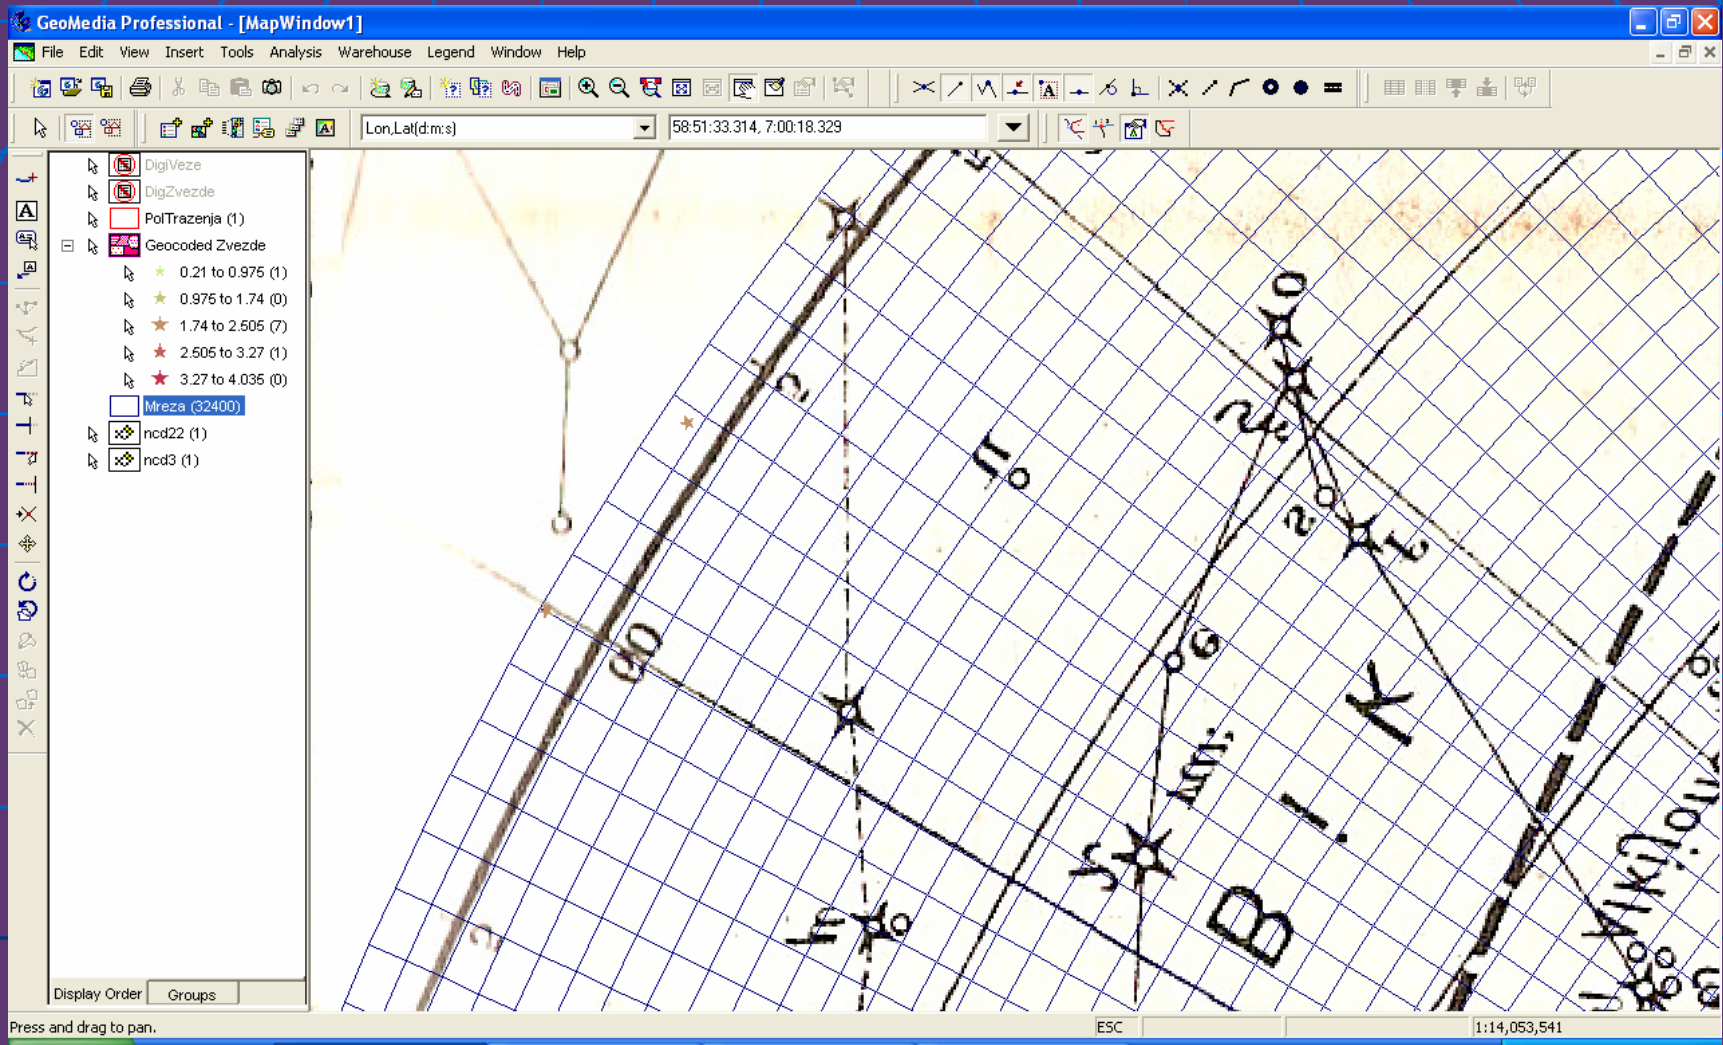 GeoMedia Professional - [MapWindow1]
File Edit View Insert Tools Analysis Warehouse Legend Window Help
Lon,Lat(d:m:s) 58:51:33.314, 7:00:18.329
DigiVeze
DigZvezde
PolTrazenja (1)
Geocoded Zvezde
0.21 to 0.975 (1)
0.975 to 1.74 (0)
1.74 to 2.505 (7)
2.505 to 3.27 (1)
3.27 to 4.035 (0)
Mreza (32400)
ncd22 (1)
ncd3 (1)
90
B I K
Display Order Groups
Press and drag to pan. ESC 1:14,053,541